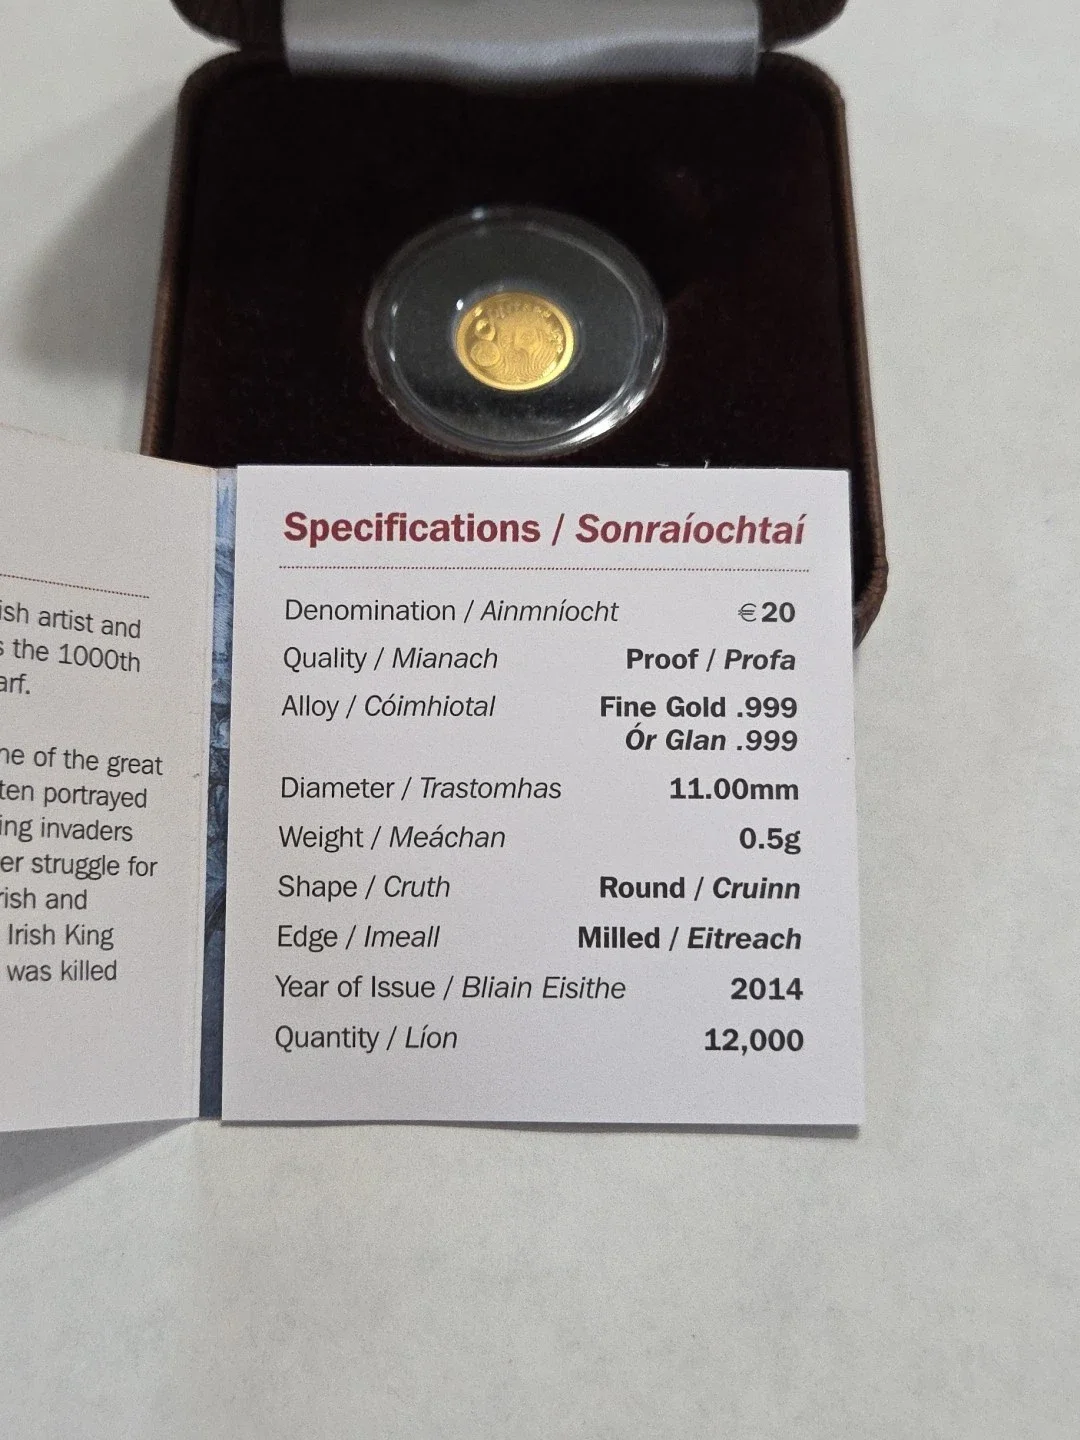 ish artist and
the 1000th
arf.
ne of the great
ten portrayed
ing invaders
er struggle for
rish and
Irish King
was killed
Specifications / Sonraíochtaí
Denomination / Ainmníocht €20
Quality / Mianach Proof / Profa
Alloy / Cóimhiotal Fine Gold .999
Ór Glan .999
Diameter / Trastomhas 11.00mm
Weight / Meáchan 0.5g
Shape / Cruth Round / Cruinn
Edge / Imeall Milled / Eitreach
Year of Issue / Bliain Eisithe 2014
Quantity / Líon 12,000